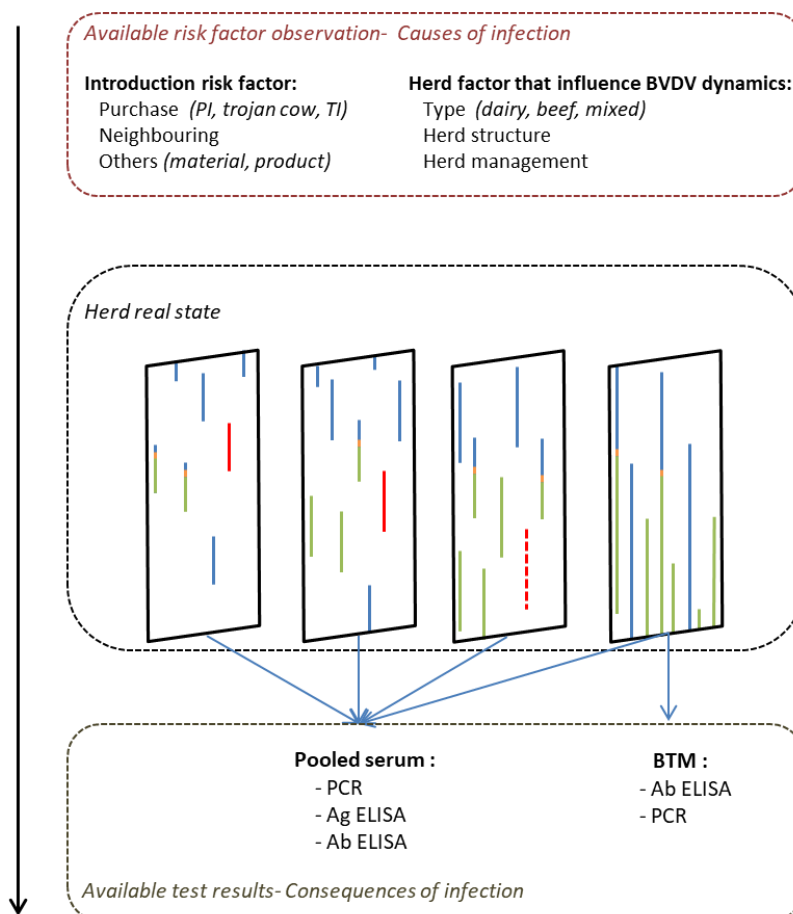 Available risk factor observation- Causes of infection
Introduction risk factor:
Purchase (PI, trojan cow, TI)
Neighbouring
Others (material, product)
Herd factor that influence BVDV dynamics:
Type (dairy, beef, mixed)
Herd structure
Herd management
Herd real state
Pooled serum :
- PCR
- Ag ELISA
- Ab ELISA
BTM :
- Ab ELISA
- PCR
Available test results- Consequences of infection